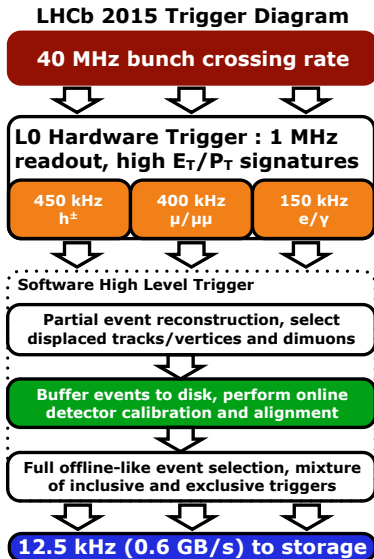 LHCb 2015 Trigger Diagram
40 MHz bunch crossing rate
L0 Hardware Trigger : 1 MHz
readout, high E_T/P_T signatures
450 kHz
h±
400 kHz
μ/μμ
150 kHz
e/γ
Software High Level Trigger
Partial event reconstruction, select
displaced tracks/vertices and dimuons
Buffer events to disk, perform online
detector calibration and alignment
Full offline-like event selection, mixture
of inclusive and exclusive triggers
12.5 kHz (0.6 GB/s) to storage